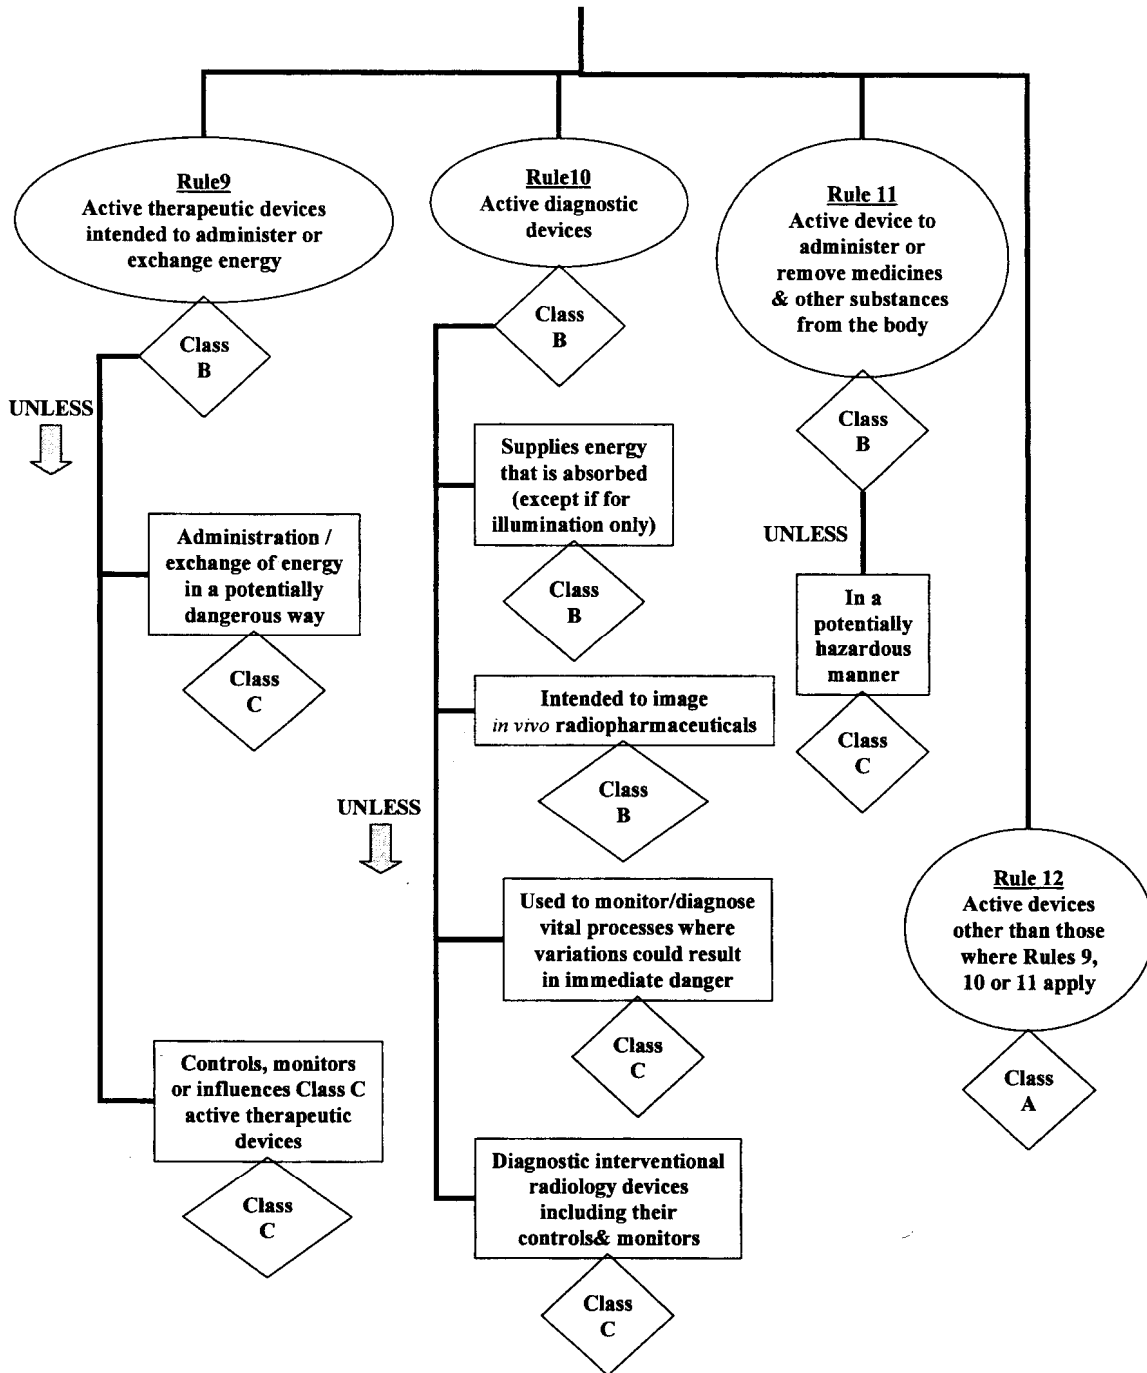 Rule9
Active therapeutic devices
intended to administer or
exchange energy
Class
B
UNLESS
Administration /
exchange of energy
in a potentially
dangerous way
Class
C
Controls, monitors
or influences Class C
active therapeutic
devices
Class
C
Rule10
Active diagnostic
devices
Class
B
Supplies energy
that is absorbed
(except if for
illumination only)
Class
B
Intended to image
in vivo radiopharmaceuticals
Class
B
UNLESS
Used to monitor/diagnose
vital processes where
variations could result
in immediate danger
Class
C
Diagnostic interventional
radiology devices
including their
controls& monitors
Class
C
Rule 11
Active device to
administer or
remove medicines
& other substances
from the body
Class
B
UNLESS
In a
potentially
hazardous
manner
Class
C
Rule 12
Active devices
other than those
where Rules 9,
10 or 11 apply
Class
A